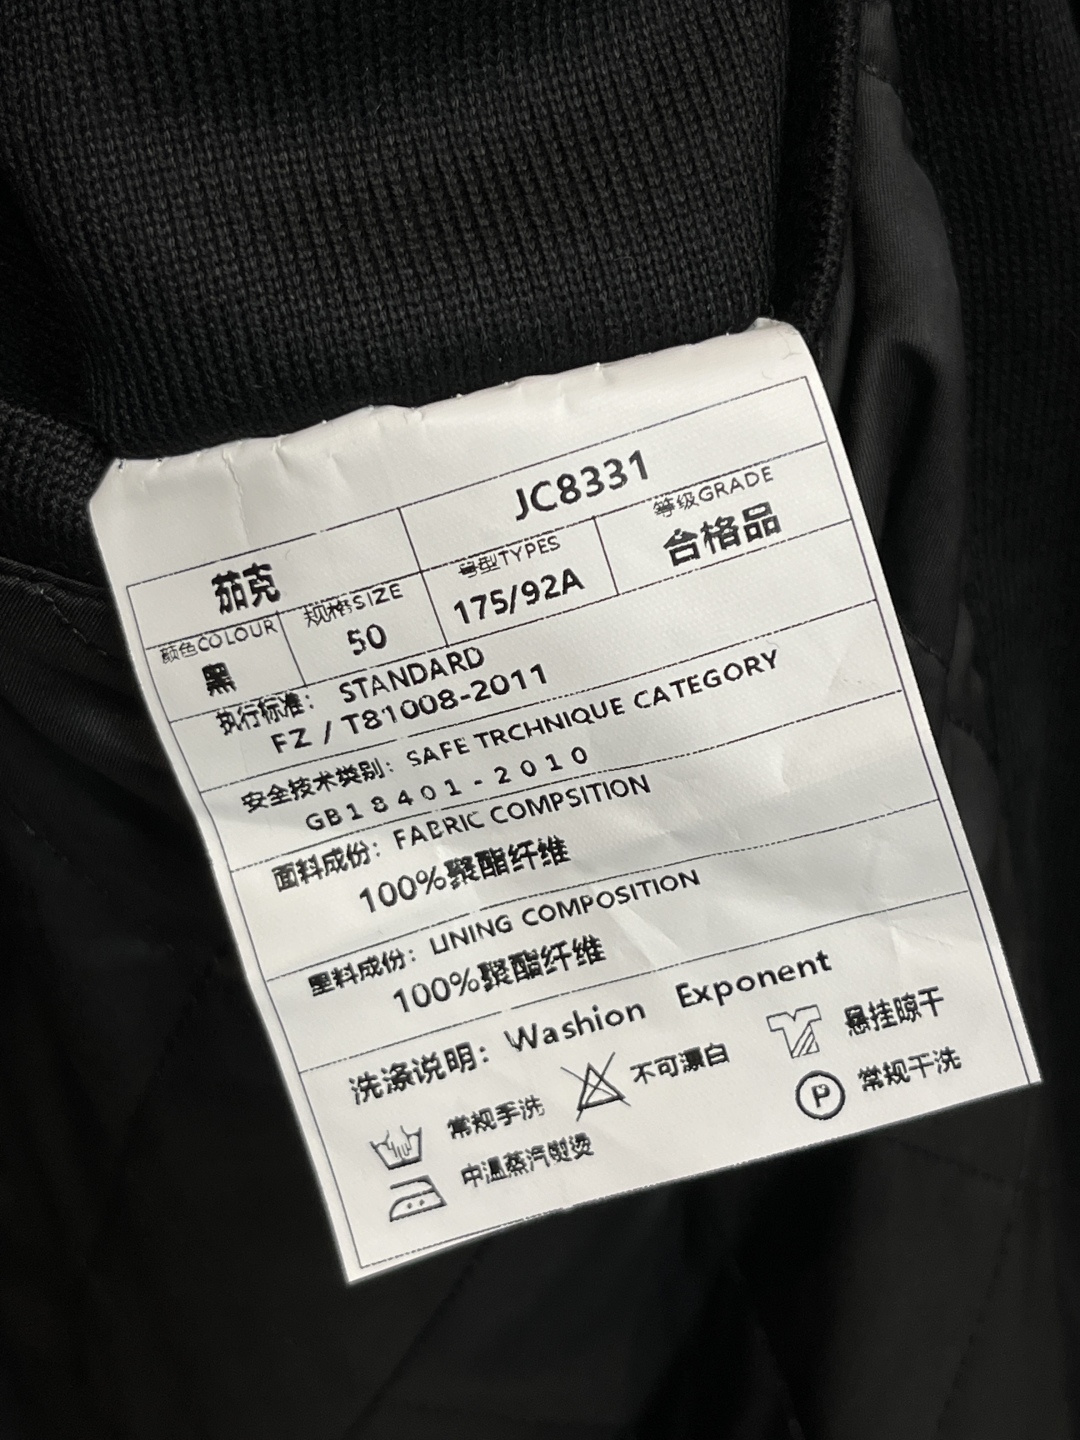 茄克
JC8331
颜色COLOUR
黑
规格SIZE
50
号型TYPES
175/92A
等级GRADE
合格品
执行标准： STANDARD
FZ / T81008-2011
安全技术类别： SAFE TRCHNIQUE CATEGORY
GB18401-2010
面料成份： FABRIC COMPSITION
100%聚酯纤维
里料成份： LINING COMPOSITION
100%聚酯纤维
洗涤说明： Washion Exponent
常规手洗
不可漂白
悬挂晾干
中温蒸汽熨烫
P
常规干洗